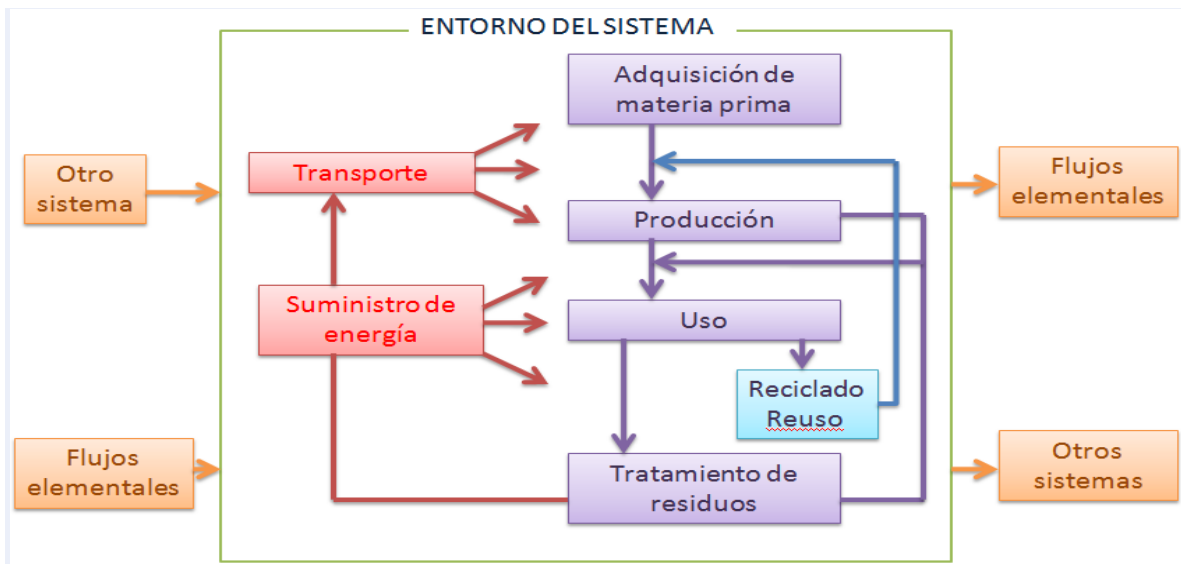 ENTORNO DEL SISTEMA
Adquisición de
materia prima
Otro
sistema
Transporte
Flujos
elementales
Producción
Suministro de
energía
Uso
Reciclado
Reuso
Flujos
elementales
Tratamiento de
residuos
Otros
sistemas